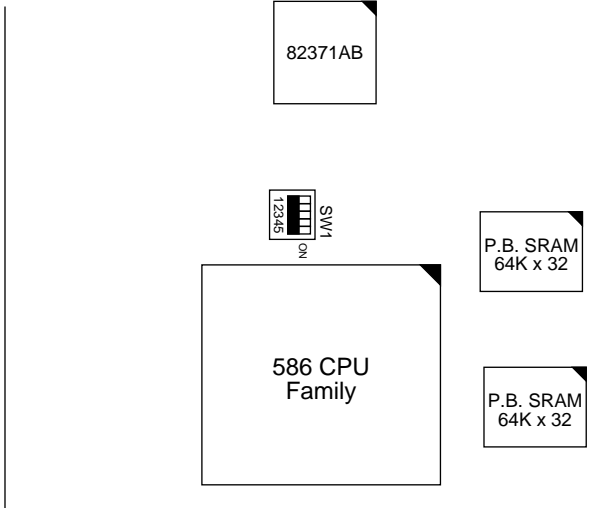 82371AB
12345
SW1
ON
P.B. SRAM
64K x 32
586 CPU
Family
P.B. SRAM
64K x 32